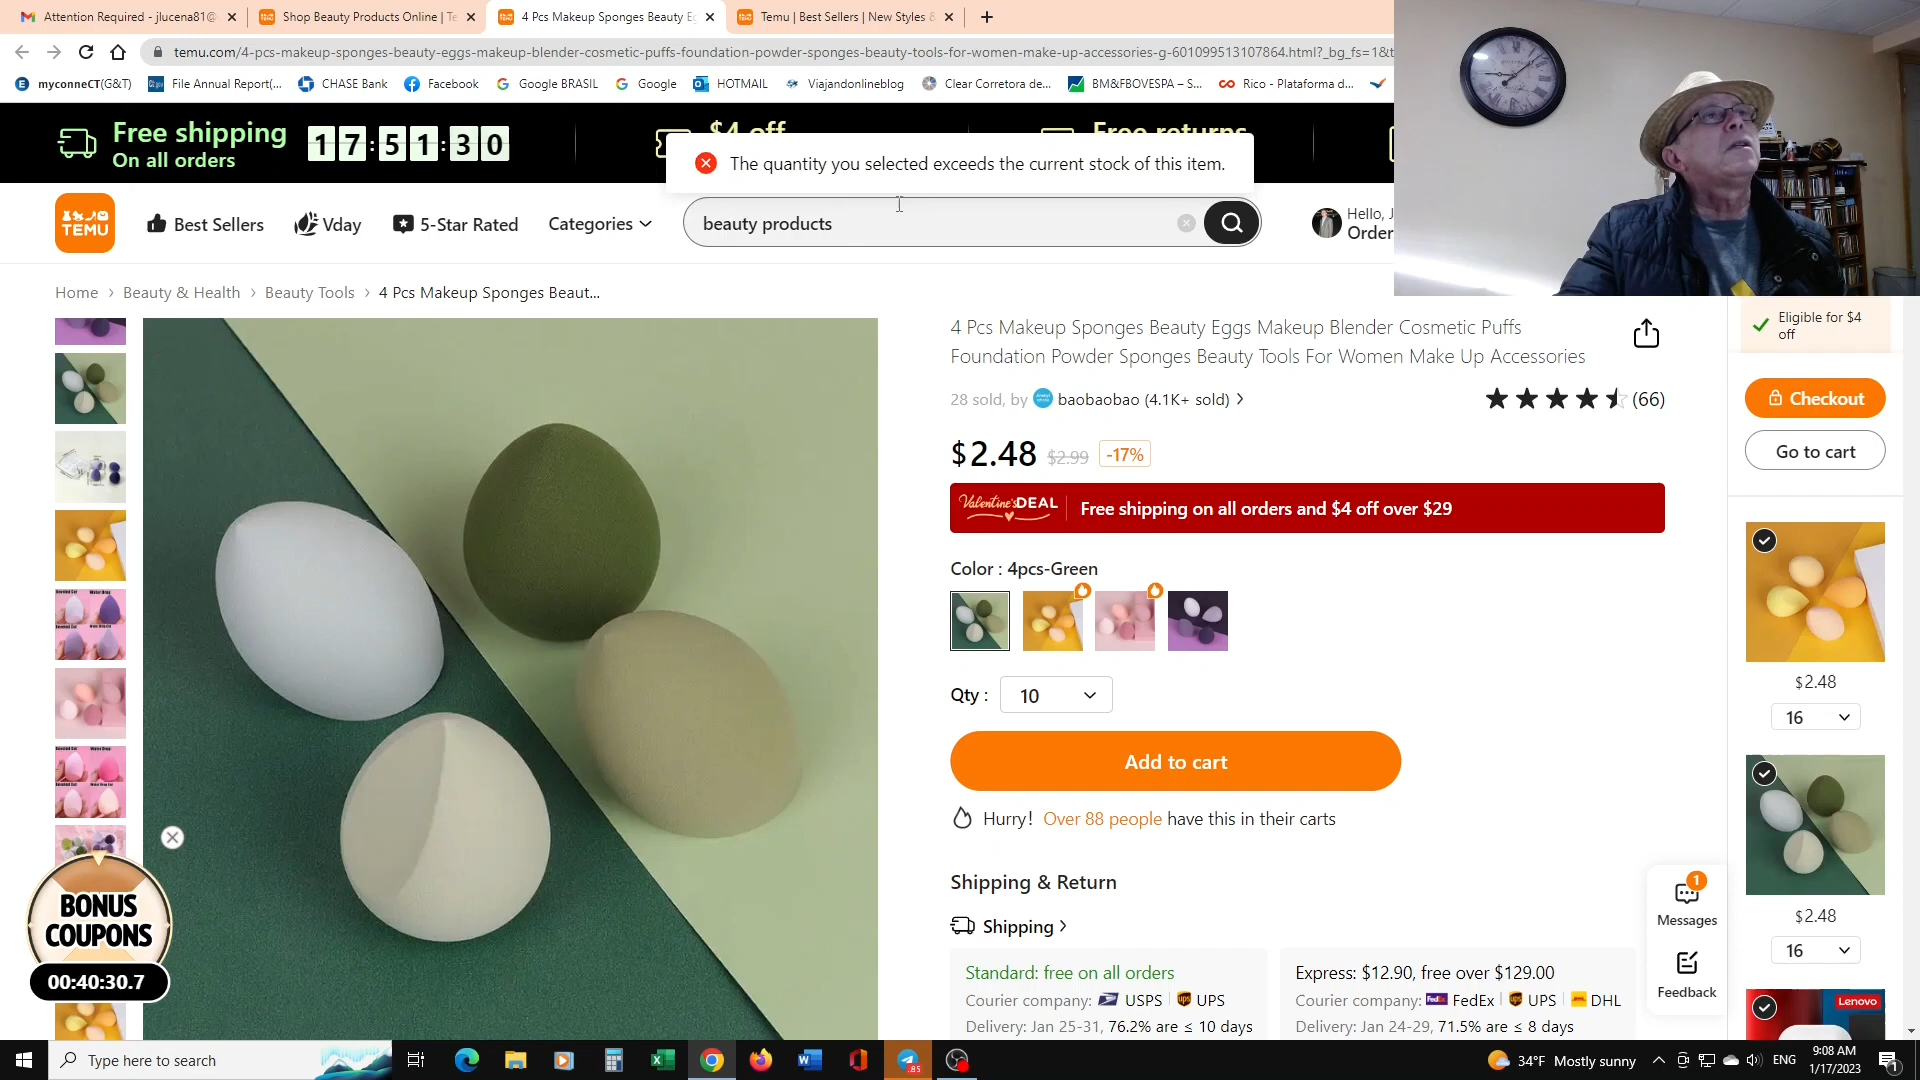 Attention Required - jlucena81@
Shop Beauty Products Online | Te
4 Pcs Makeup Sponges Beauty E
Temu | Best Sellers | New Styles &
temu.com/4-pcs-makeup-sponges-beauty-eggs-makeup-blender-cosmetic-puffs-foundation-powder-sponges-beauty-tools-for-women-make-up-accessories-g-601099513107864.html?_bg_fs=1&t
myconneCT(G&T)
File Annual Report(...
CHASE Bank
Facebook
Google BRASIL
Google
HOTMAIL
Viajandonlineblog
Clear Corretora de...
BM&FBOVESPA – S...
Rico - Plataforma d...
Free shipping
On all orders
17:51:30
$4 off
Free returns
The quantity you selected exceeds the current stock of this item.
TEMU
Best Sellers
Vday
5-Star Rated
Categories
beauty products
Hello, J
Order
Home › Beauty & Health › Beauty Tools › 4 Pcs Makeup Sponges Beaut...
4 Pcs Makeup Sponges Beauty Eggs Makeup Blender Cosmetic Puffs
Foundation Powder Sponges Beauty Tools For Women Make Up Accessories
28 sold, by baobaobao (4.1K+ sold)
(66)
$2.48 $2.99 -17%
Valentine's DEAL
Free shipping on all orders and $4 off over $29
Color : 4pcs-Green
Qty : 10
Add to cart
Hurry! Over 88 people have this in their carts
Shipping & Return
Shipping
Standard: free on all orders
Courier company: USPS UPS
Delivery: Jan 25-31, 76.2% are ≤ 10 days
Express: $12.90, free over $129.00
Courier company: FedEx UPS DHL
Delivery: Jan 24-29, 71.5% are ≤ 8 days
Eligible for $4
off
Checkout
Go to cart
$2.48
16
$2.48
16
Lenovo
Messages
1
Feedback
BONUS
COUPONS
00:40:30.7
Type here to search
34°F Mostly sunny
ENG
9:08 AM
1/17/2023